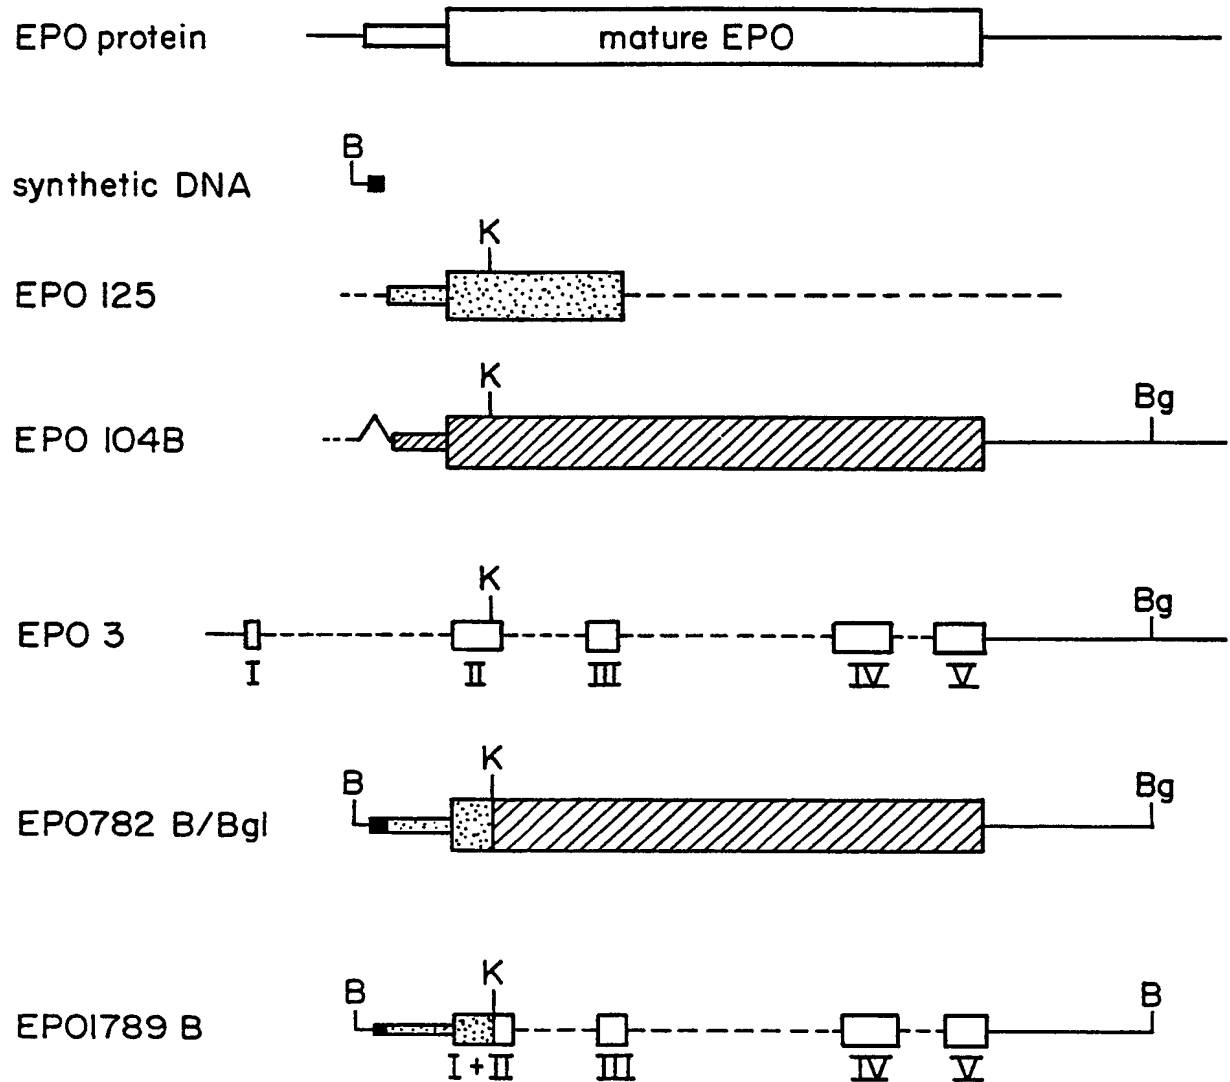 EPO protein mature EPO
B
synthetic DNA
K
EPO 125
K Bg
EPO 104B
K Bg
EPO 3
I II III IV V
B K Bg
EPO782 B/Bgl
B K B
EPO1789 B
I+II III IV V